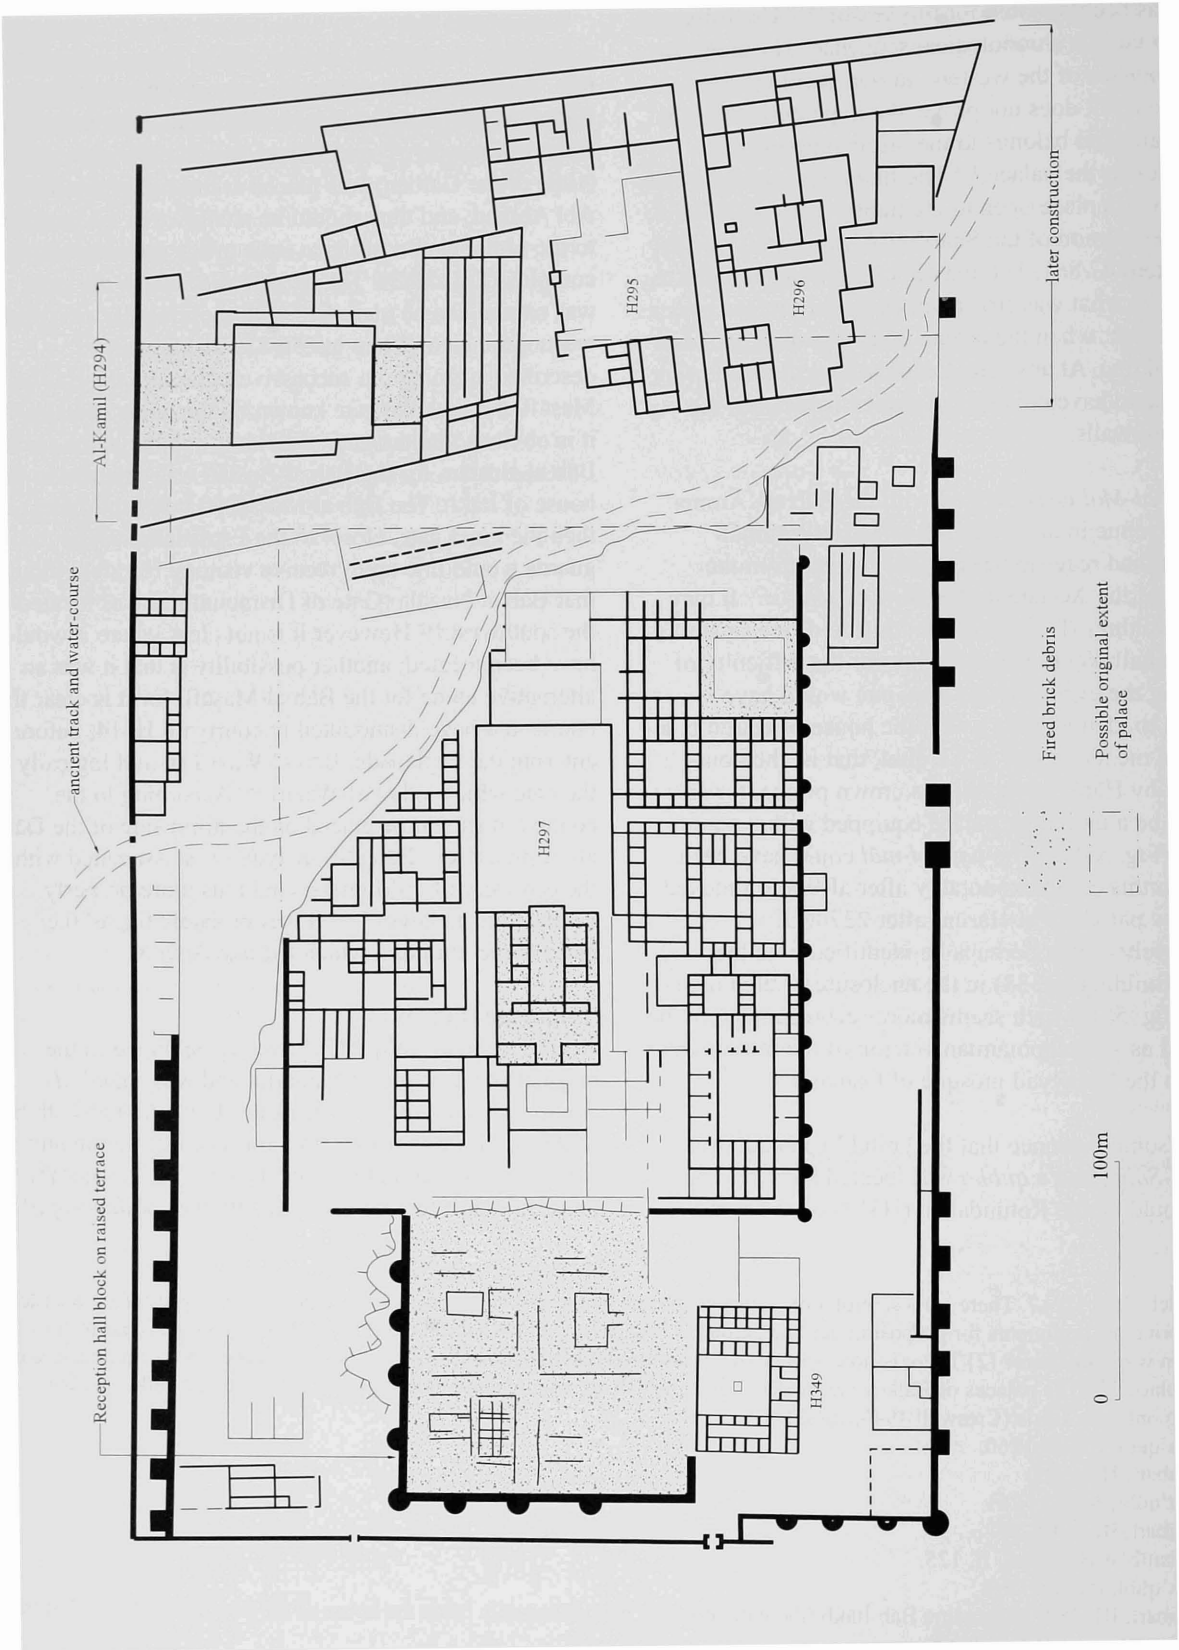 ancient track and water-course
Reception hall block on raised terrace
Al-Kamil (H294)
H297
H295
H296
H349
later construction
Fired brick debris
Possible original extent
of palace
0 100m